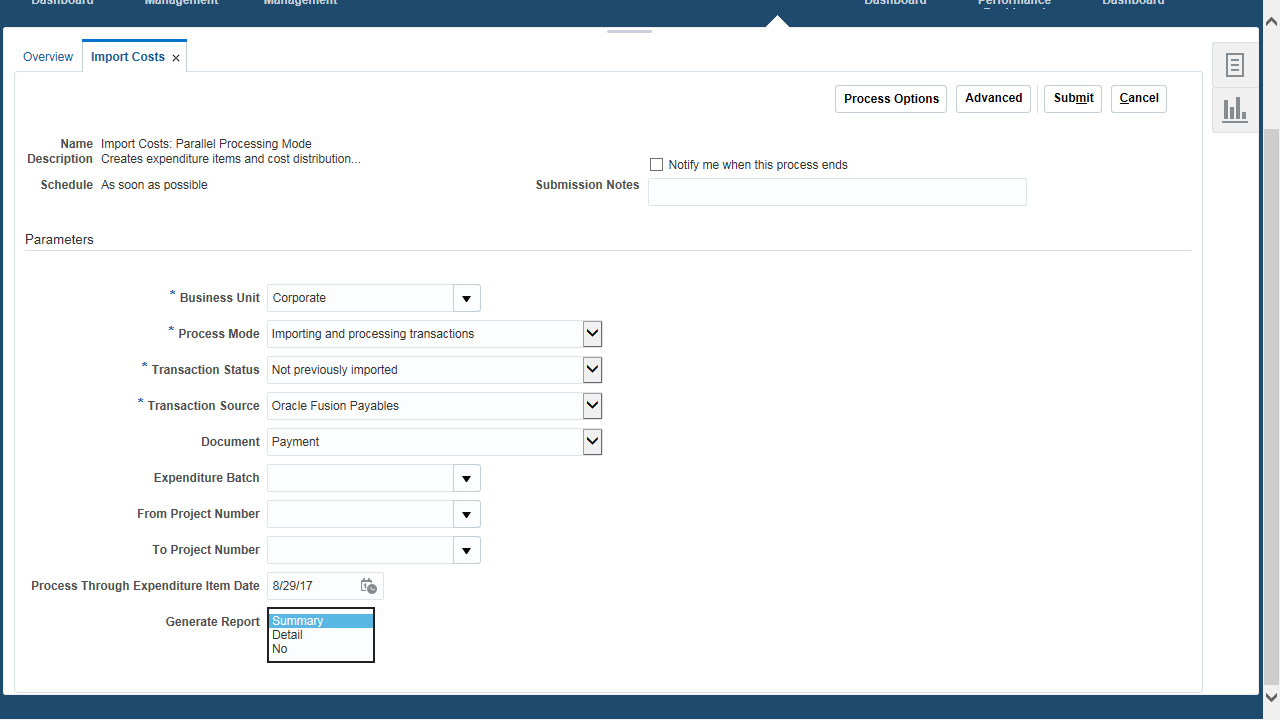 Dashboard Management Management Dashboard Performance Dashboard
Overview Import Costs x
Process Options Advanced Submit Cancel
Name Import Costs: Parallel Processing Mode
Description Creates expenditure items and cost distribution...
Notify me when this process ends
Schedule As soon as possible
Submission Notes
Parameters
* Business Unit Corporate
* Process Mode Importing and processing transactions
* Transaction Status Not previously imported
* Transaction Source Oracle Fusion Payables
Document Payment
Expenditure Batch
From Project Number
To Project Number
Process Through Expenditure Item Date 8/29/17
Generate Report Summary
Detail
No